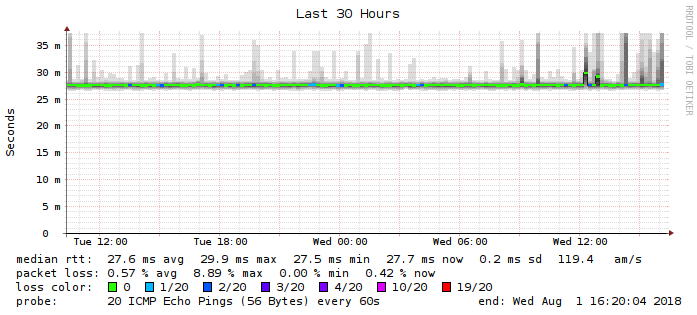 Last 30 Hours
RRDTOOL / TOBI OETIKER
Seconds
35 m
30 m
25 m
20 m
15 m
10 m
5 m
0
Tue 12:00 Tue 18:00 Wed 00:00 Wed 06:00 Wed 12:00
median rtt: 27.6 ms avg 29.9 ms max 27.5 ms min 27.7 ms now 0.2 ms sd 119.4 am/s
packet loss: 0.57 % avg 8.89 % max 0.00 % min 0.42 % now
loss color: 0 1/20 2/20 3/20 4/20 10/20 19/20
probe: 20 ICMP Echo Pings (56 Bytes) every 60s end: Wed Aug 1 16:20:04 2018